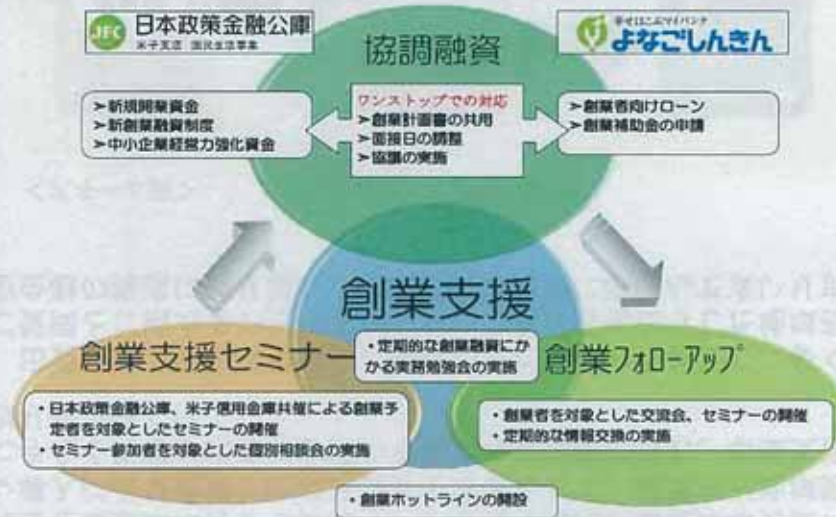 JFC 日本政策金融公庫
米子支店 国民生活事業
幸せはこぶマイバンク
よなごしんきん
協調融資
➢新規開業資金
➢新創業融資制度
➢中小企業経営力強化資金
ワンストップでの対応
➢創業計画書の共用
➢面接日の調整
➢協議の実施
➢創業者向けローン
➢創業補助金の申請
創業支援
・定期的な創業融資にか
かる実務勉強会の実施
創業支援セミナー
・日本政策金融公庫、米子信用金庫共催による創業予
定者を対象としたセミナーの開催
・セミナー参加者を対象とした個別相談会の実施
創業フォローアップ
・創業者を対象とした交流会、セミナーの開催
・定期的な情報交換の実施
・創業ホットラインの開設